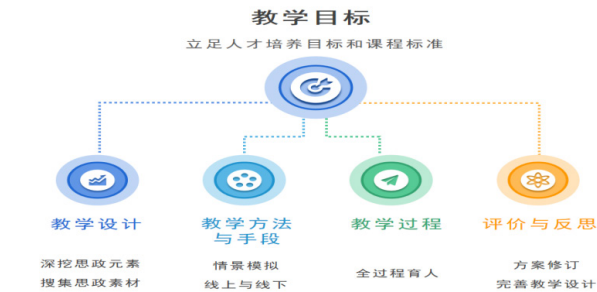 教学目标
立足人才培养目标和课程标准
教学设计
深挖思政元素
搜集思政素材
教学方法
与手段
情景模拟
线上与线下
教学过程
全过程育人
评价与反思
方案修订
完善教学设计